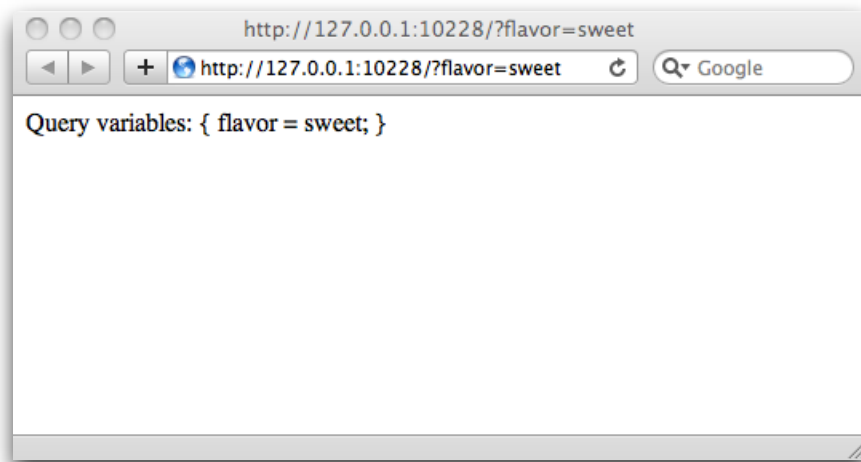 http://127.0.0.1:10228/?flavor=sweet
http://127.0.0.1:10228/?flavor=sweet Google
Query variables: { flavor = sweet; }